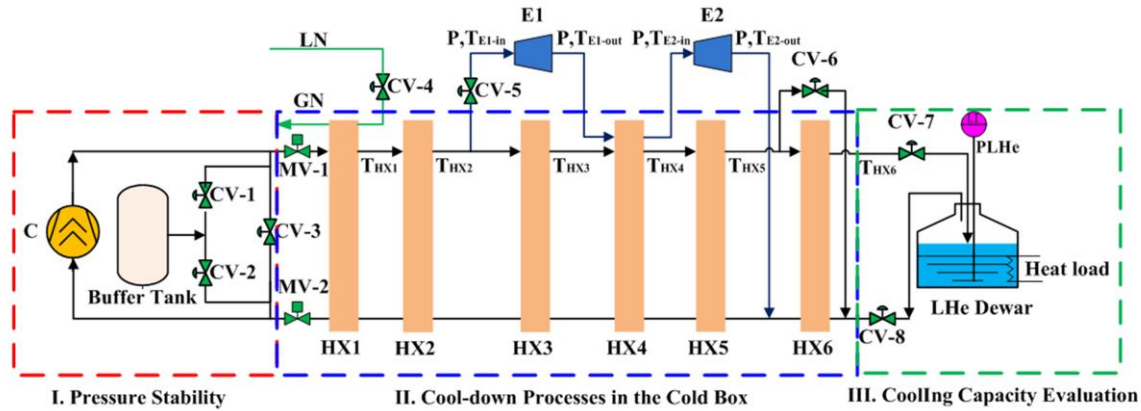 E1
E2
LN
P,TE1-in
P,TE1-out
P,TE2-in
P,TE2-out
CV-6
CV-4
CV-5
GN
CV-7
PLHe
MV-1
THX1
THX2
THX3
THX4
THX5
THX6
CV-1
C
CV-3
CV-2
MV-2
Buffer Tank
Heat load
LHe Dewar
CV-8
HX1
HX2
HX3
HX4
HX5
HX6
I. Pressure Stability
II. Cool-down Processes in the Cold Box
III. CoolIng Capacity Evaluation